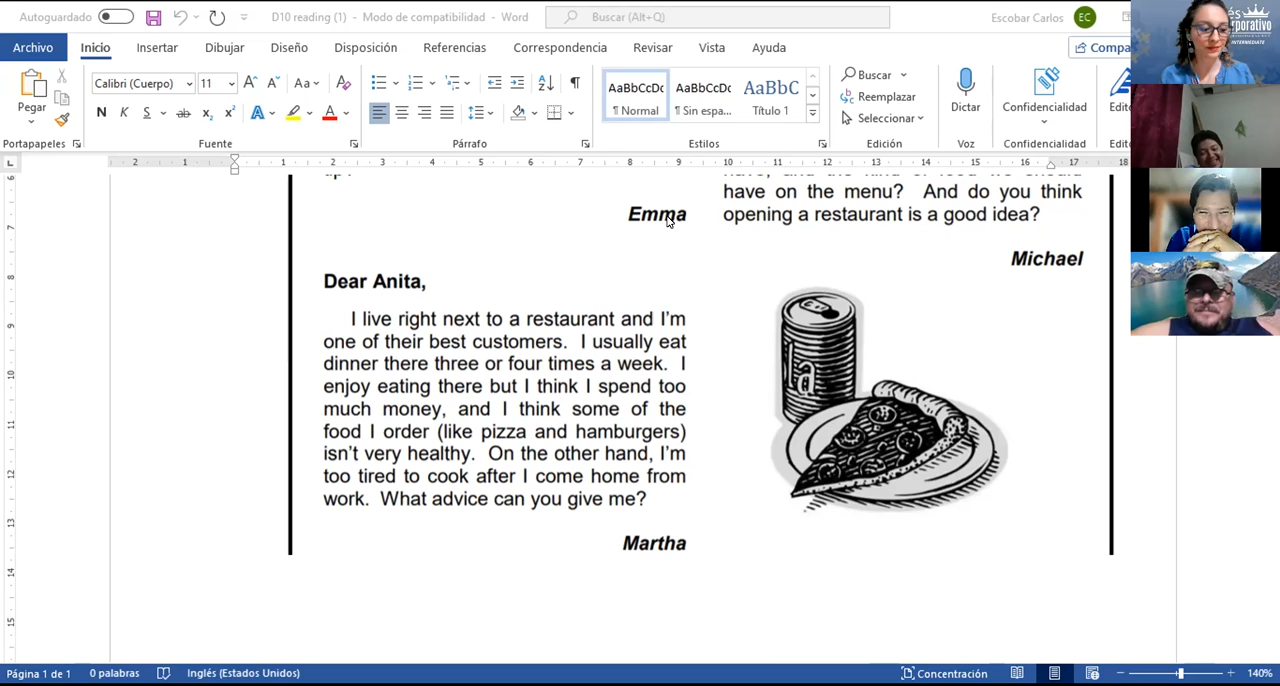 Autoguardado
D10 reading (1) - Modo de compatibilidad - Word
Buscar (Alt+Q)
Escobar Carlos
EC
Archivo
Inicio
Insertar
Dibujar
Diseño
Disposición
Referencias
Correspondencia
Revisar
Vista
Ayuda
Compa
INTERMEDIATE
Pegar
Calibri (Cuerpo)
11
AaBbCcDc
AaBbCcDc
AaBbC
¶ Normal
¶ Sin espa...
Título 1
Buscar
Reemplazar
Seleccionar
Dictar
Confidencialidad
Portapapeles
Fuente
Párrafo
Estilos
Edición
Voz
Confidencialidad
have on the menu? And do you think
opening a restaurant is a good idea?
Michael
Emma
Dear Anita,
I live right next to a restaurant and I'm
one of their best customers. I usually eat
dinner there three or four times a week. I
enjoy eating there but I think I spend too
much money, and I think some of the
food I order (like pizza and hamburgers)
isn't very healthy. On the other hand, I'm
too tired to cook after I come home from
work. What advice can you give me?
Martha
Página 1 de 1
0 palabras
Inglés (Estados Unidos)
Concentración
140%